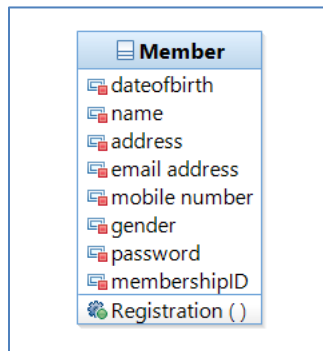 Member
dateofbirth
name
address
email address
mobile number
gender
password
membershipID
Registration ( )